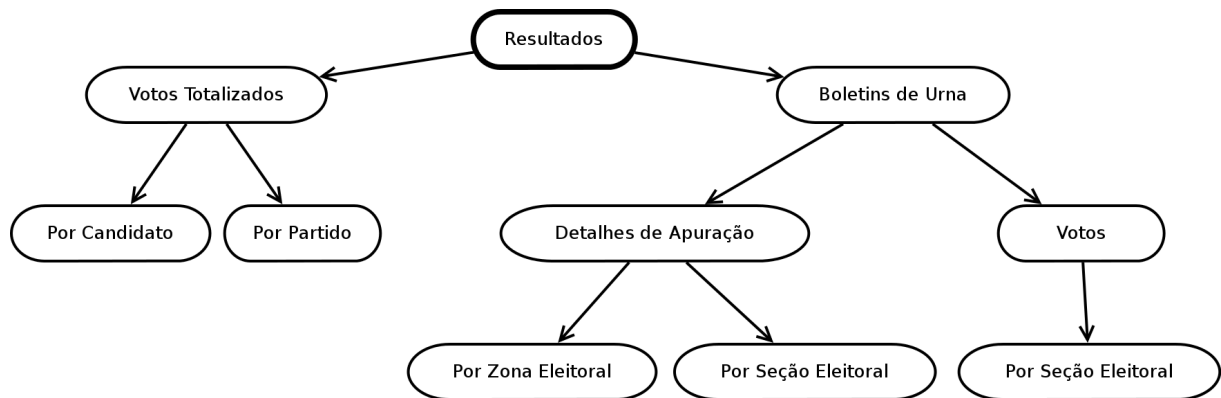 Resultados
Votos Totalizados
Boletins de Urna
Por Candidato
Por Partido
Detalhes de Apuração
Votos
Por Zona Eleitoral
Por Seção Eleitoral
Por Seção Eleitoral